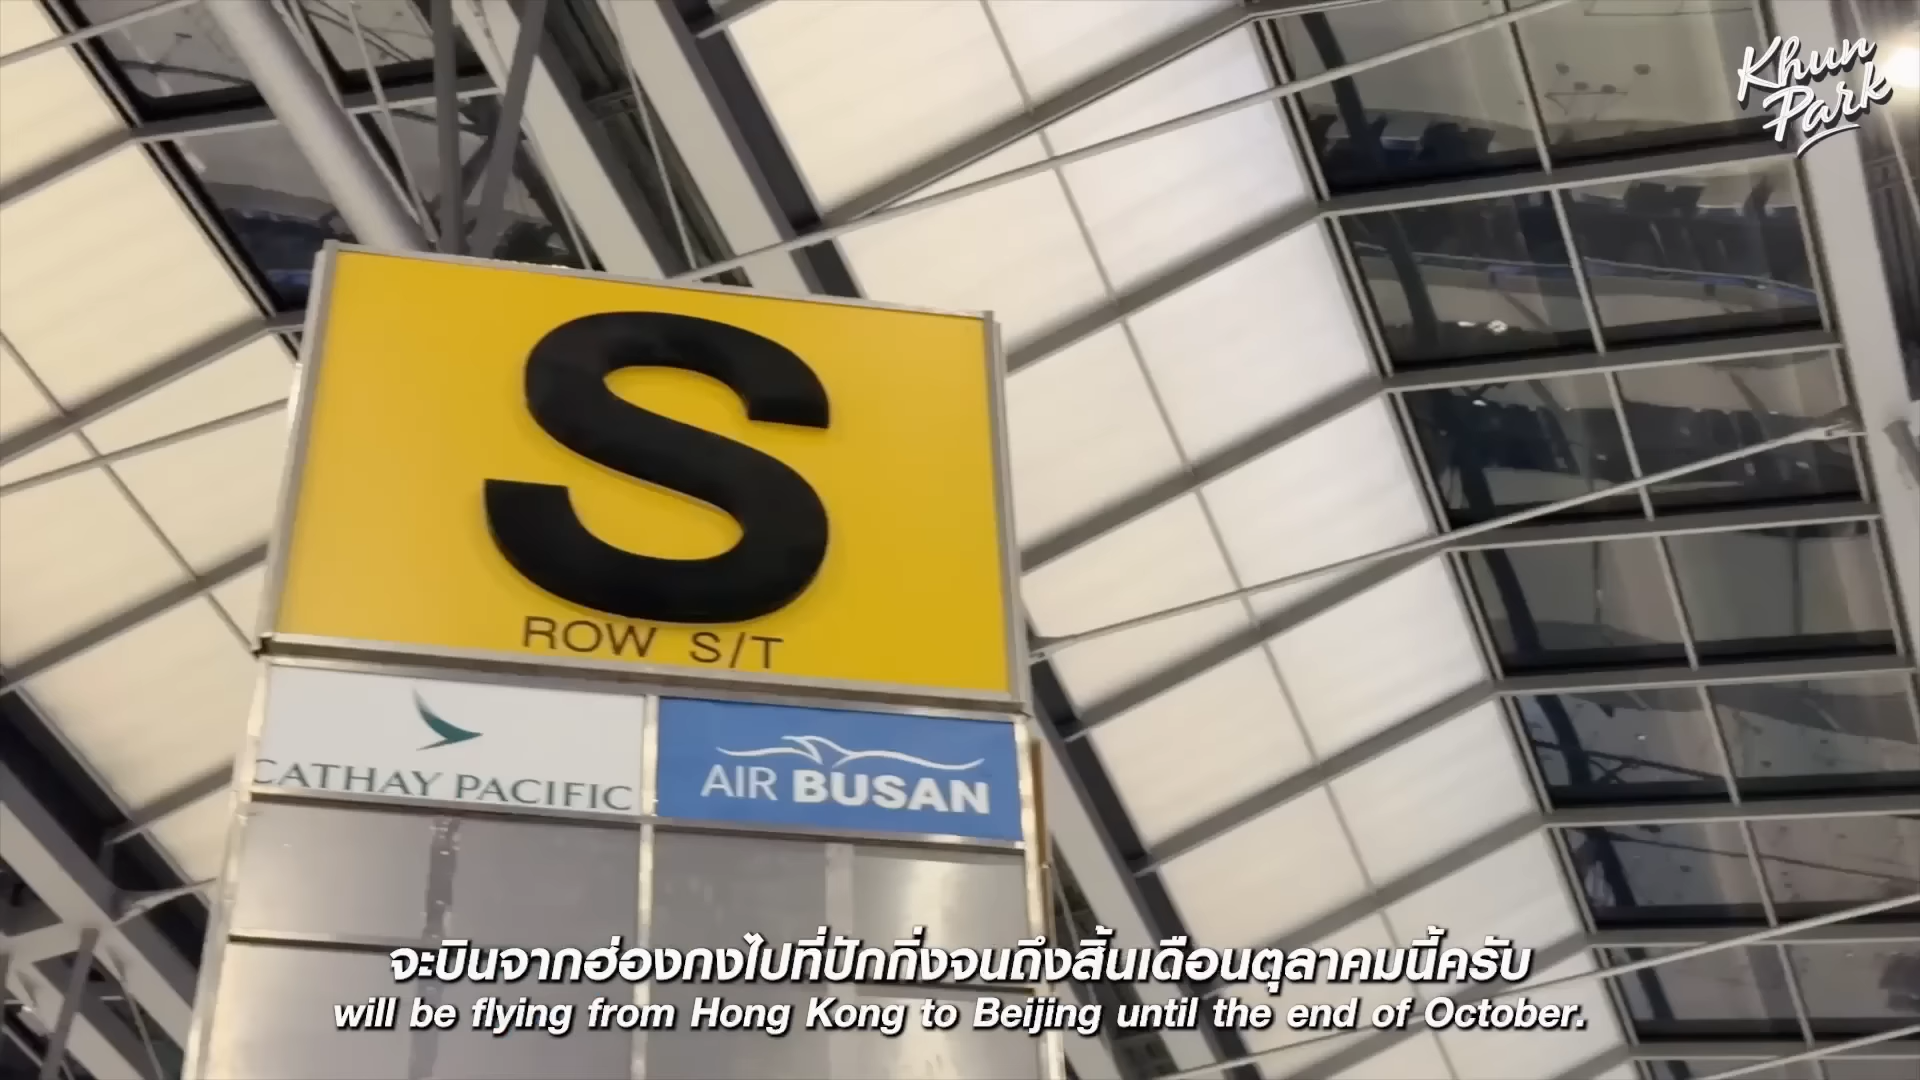 Khun
Park
S
ROW S/T
CATHAY PACIFIC
AIR BUSAN
จะบินจากฮ่องกงไปที่ปักกิ่งจนถึงสิ้นเดือนตุลาคมนี้ครับ
will be flying from Hong Kong to Beijing until the end of October.